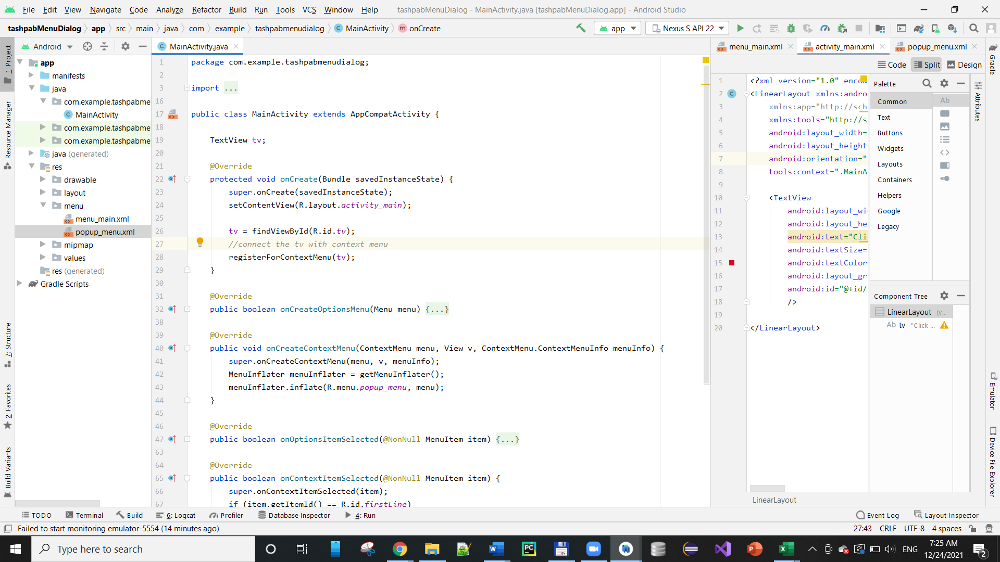 File Edit View Navigate Code Analyze Refactor Build Run Tools VCS Window Help tashpabMenuDialog - MainActivity.java [tashpabMenuDialog.app] - Android Studio
tashpabMenuDialog app src main java com example tashpabmenudialog MainActivity onCreate app Nexus S API 22
Android
MainActivity.java
menu_main.xml activity_main.xml popup_menu.xml
Code Split Design
1: Project
Resource Manager
7: Structure
2: Favorites
Build Variants
app
manifests
java
com.example.tashpabme
MainActivity
com.example.tashpabme
com.example.tashpabme
java (generated)
res
drawable
layout
menu
menu_main.xml
popup_menu.xml
mipmap
values
res (generated)
Gradle Scripts
1 package com.example.tashpabmenudialog;
2
3 import ...
16
17 public class MainActivity extends AppCompatActivity {
18
19 TextView tv;
20
21 @Override
22 protected void onCreate(Bundle savedInstanceState) {
23 super.onCreate(savedInstanceState);
24 setContentView(R.layout.activity_main);
25
26 tv = findViewById(R.id.tv);
27 //connect the tv with context menu
28 registerForContextMenu(tv);
29 }
30
31 @Override
32 public boolean onCreateOptionsMenu(Menu menu) {...}
38
39 @Override
40 public void onCreateContextMenu(ContextMenu menu, View v, ContextMenu.ContextMenuInfo menuInfo) {
41 super.onCreateContextMenu(menu, v, menuInfo);
42 MenuInflater menuInflater = getMenuInflater();
43 menuInflater.inflate(R.menu.popup_menu, menu);
44 }
45
46 @Override
47 public boolean onOptionsItemSelected(@NonNull MenuItem item) {...}
63
64 @Override
65 public boolean onContextItemSelected(@NonNull MenuItem item) {
66 super.onContextItemSelected(item);
67 if (item.getItemId() == R.id.firstLine)
1 <?xml version="1.0" enco
2 <LinearLayout xmlns:andro
3 xmlns:app="http://sch
4 xmlns:tools="http://s
5 android:layout_width=
6 android:layout_height=
7 android:orientation="
8 tools:context=".MainA
9
10 <TextView
11 android:layout_wi
12 android:layout_he
13 android:text="Cli
14 android:textSize=
15 android:textColor=
16 android:layout_gr
17 android:id="@+id/
18 />
19
20 </LinearLayout>
LinearLayout
Palette
Common
Text
Buttons
Widgets
Layouts
Containers
Helpers
Google
Legacy
Ab
Component Tree
LinearLayout (v...
Ab tv "Click ...
Gradle
Attributes
Emulator
Device File Explorer
TODO Terminal Build 6: Logcat Profiler Database Inspector 4: Run Event Log Layout Inspector
Failed to start monitoring emulator-5554 (14 minutes ago) 27:43 CRLF UTF-8 4 spaces
Type here to search
ENG
7:25 AM
12/24/2021
2